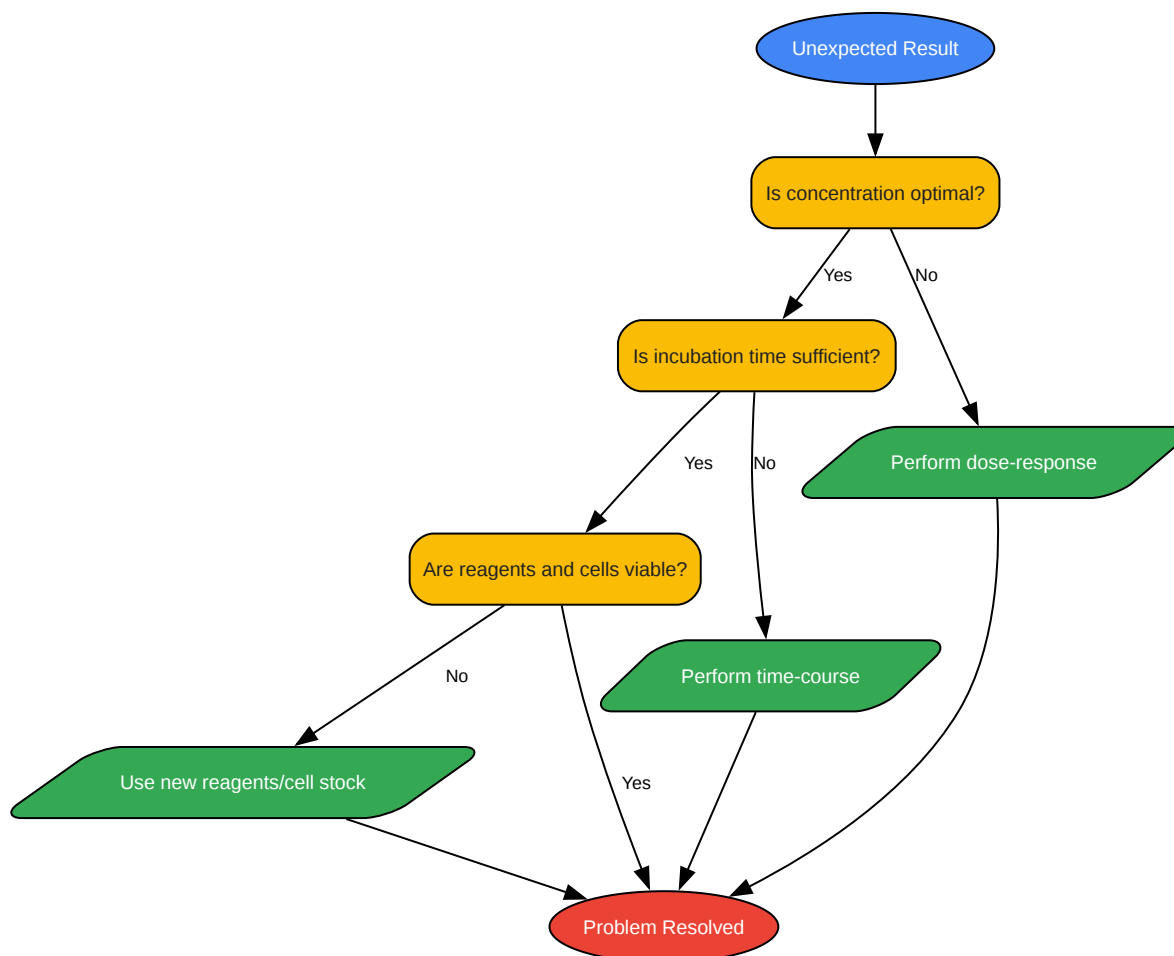 Unexpected Result
Is concentration optimal?
Yes
No
Is incubation time sufficient?
Yes
No
Perform dose-response
Are reagents and cells viable?
No
Perform time-course
Use new reagents/cell stock
Yes
Problem Resolved